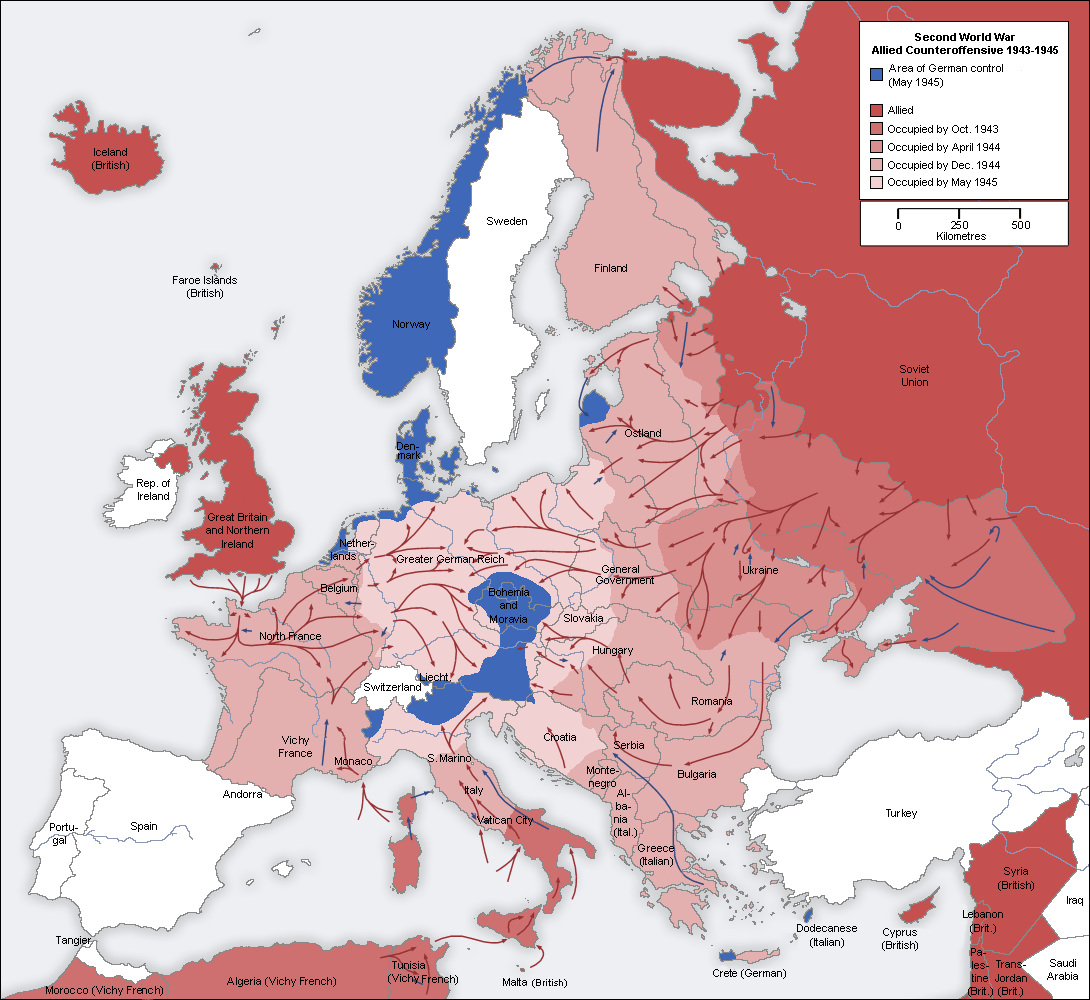 Second World War
Allied Counteroffensive 1943-1945
Area of German control
(May 1945)
Allied
Occupied by Oct. 1943
Occupied by April 1944
Occupied by Dec. 1944
Occupied by May 1945
0 250 500
Kilometres
Iceland
(British)
Sweden
Faroe Islands
(British)
Finland
Norway
Soviet
Union
Den-
mark
Ostland
Rep. of
Ireland
Great Britain
and Northern
Ireland
Nether-
lands
Greater German Reich
General
Government
Ukraine
Belgium
Bohemia
and
Moravia
Slovakia
North France
Hungary
Switzerland
Liecht.
Romania
Vichy
France
Croatia
Serbia
Monaco
S. Marino
Monte-
negro
Bulgaria
Andorra
Italy
Al-
ba-
nia
(Ital.)
Portu-
gal
Spain
Vatican City
Turkey
Greece
(Italian)
Syria
(British)
Iraq
Lebanon
(Brit.)
Dodecanese
(Italian)
Cyprus
(British)
Tangier
Pa-
les-
tine
(Brit.)
Trans-
Jordan
(Brit.)
Saudi
Arabia
Tunisia
(Vichy French)
Crete (German)
Malta (British)
Algeria (Vichy French)
Morocco (Vichy French)